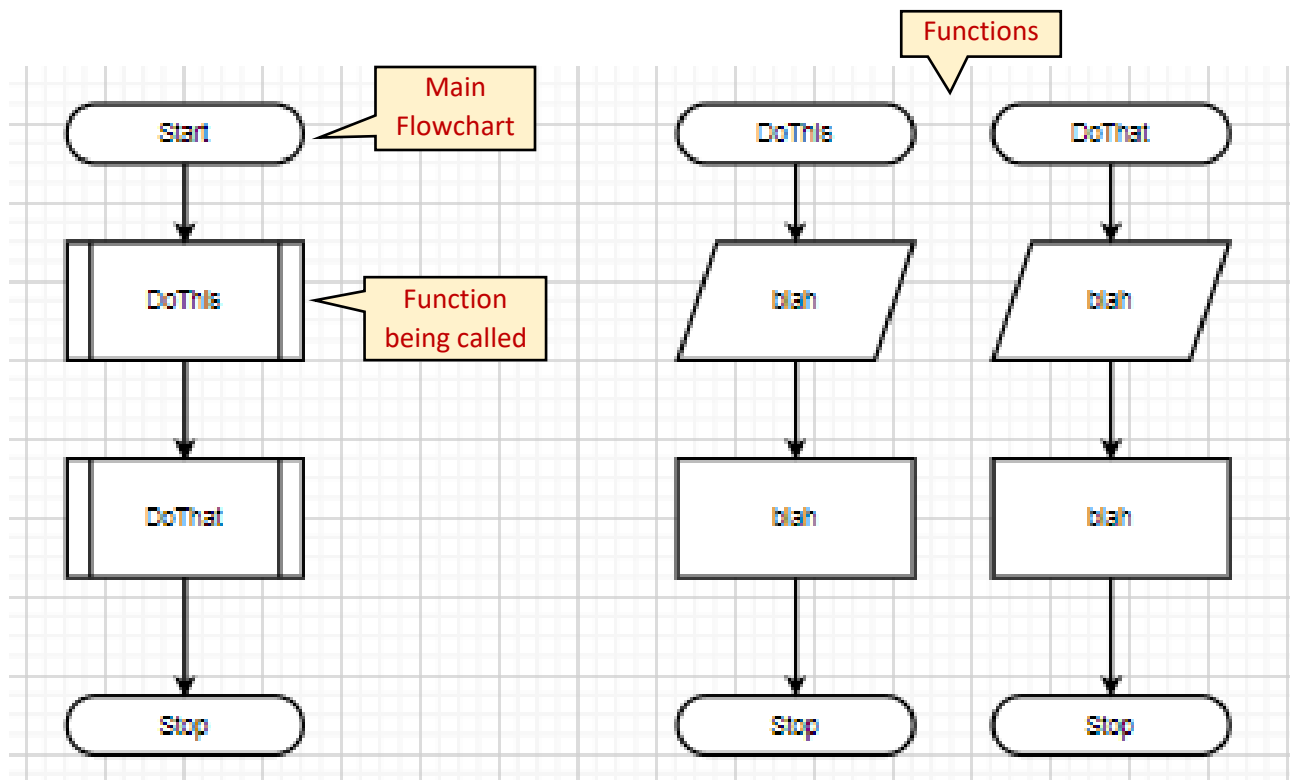 Functions
Main
Flowchart
Start
DoThis
DoThat
DoThis
Function
being called
blah
blah
DoThat
blah
blah
Stop
Stop
Stop